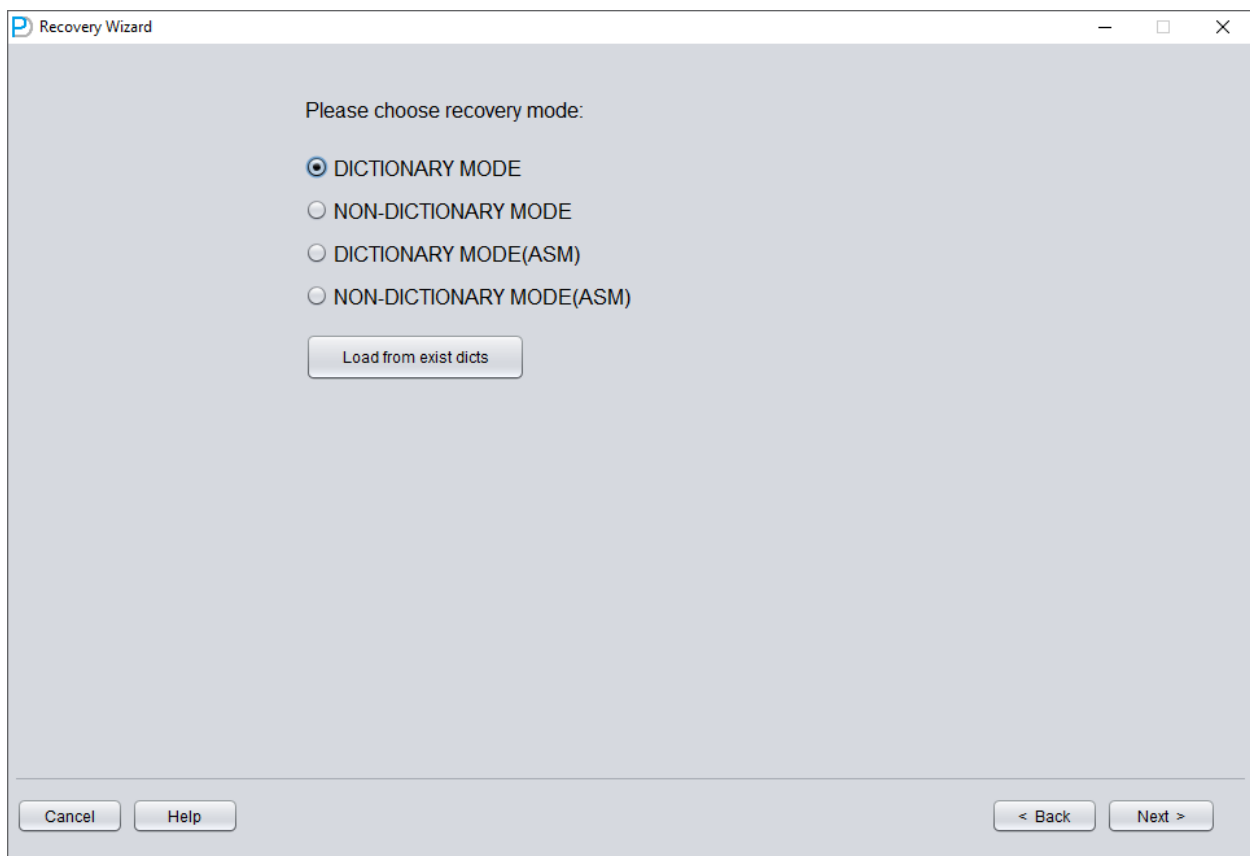 Recovery Wizard
Please choose recovery mode:
DICTIONARY MODE
NON-DICTIONARY MODE
DICTIONARY MODE(ASM)
NON-DICTIONARY MODE(ASM)
Load from exist dicts
Cancel Help < Back Next >